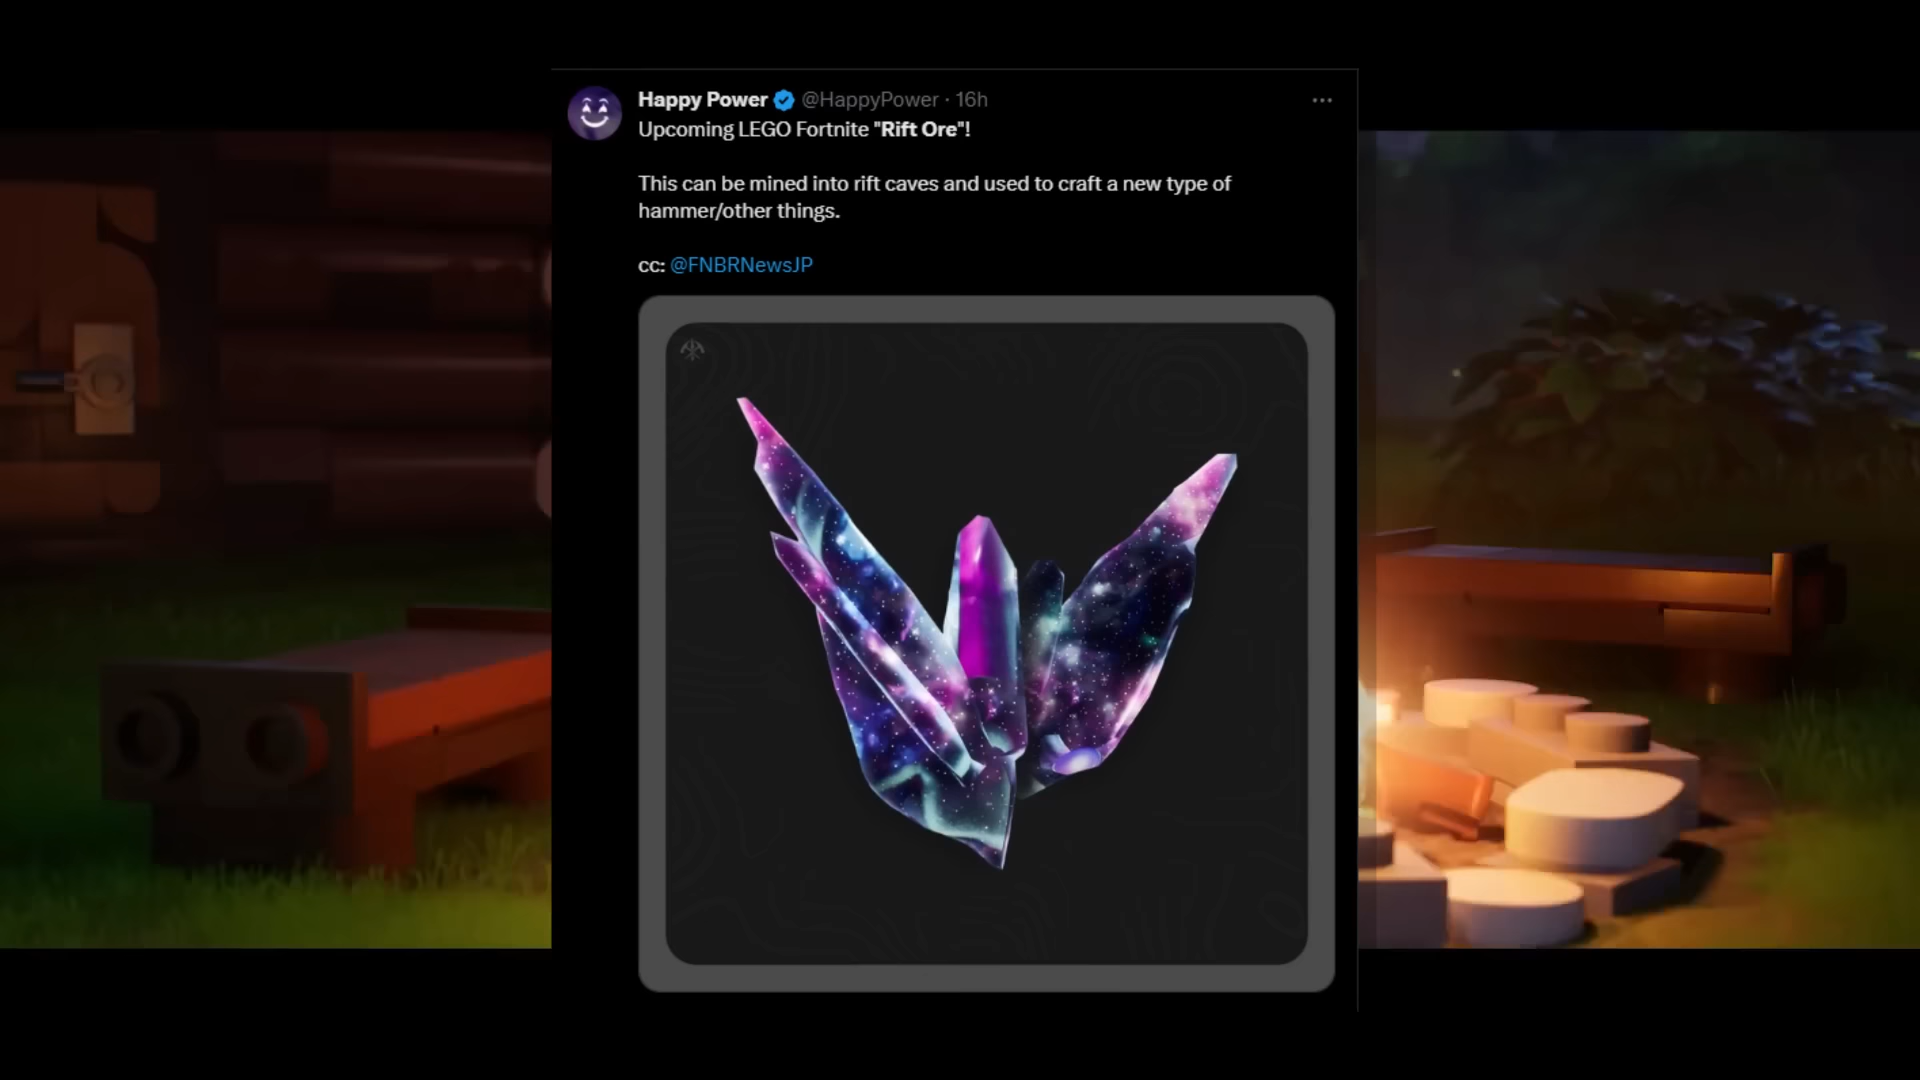 Happy Power @HappyPower · 16h
Upcoming LEGO Fortnite "Rift Ore"!
This can be mined into rift caves and used to craft a new type of
hammer/other things.
cc: @FNBRNewsJP